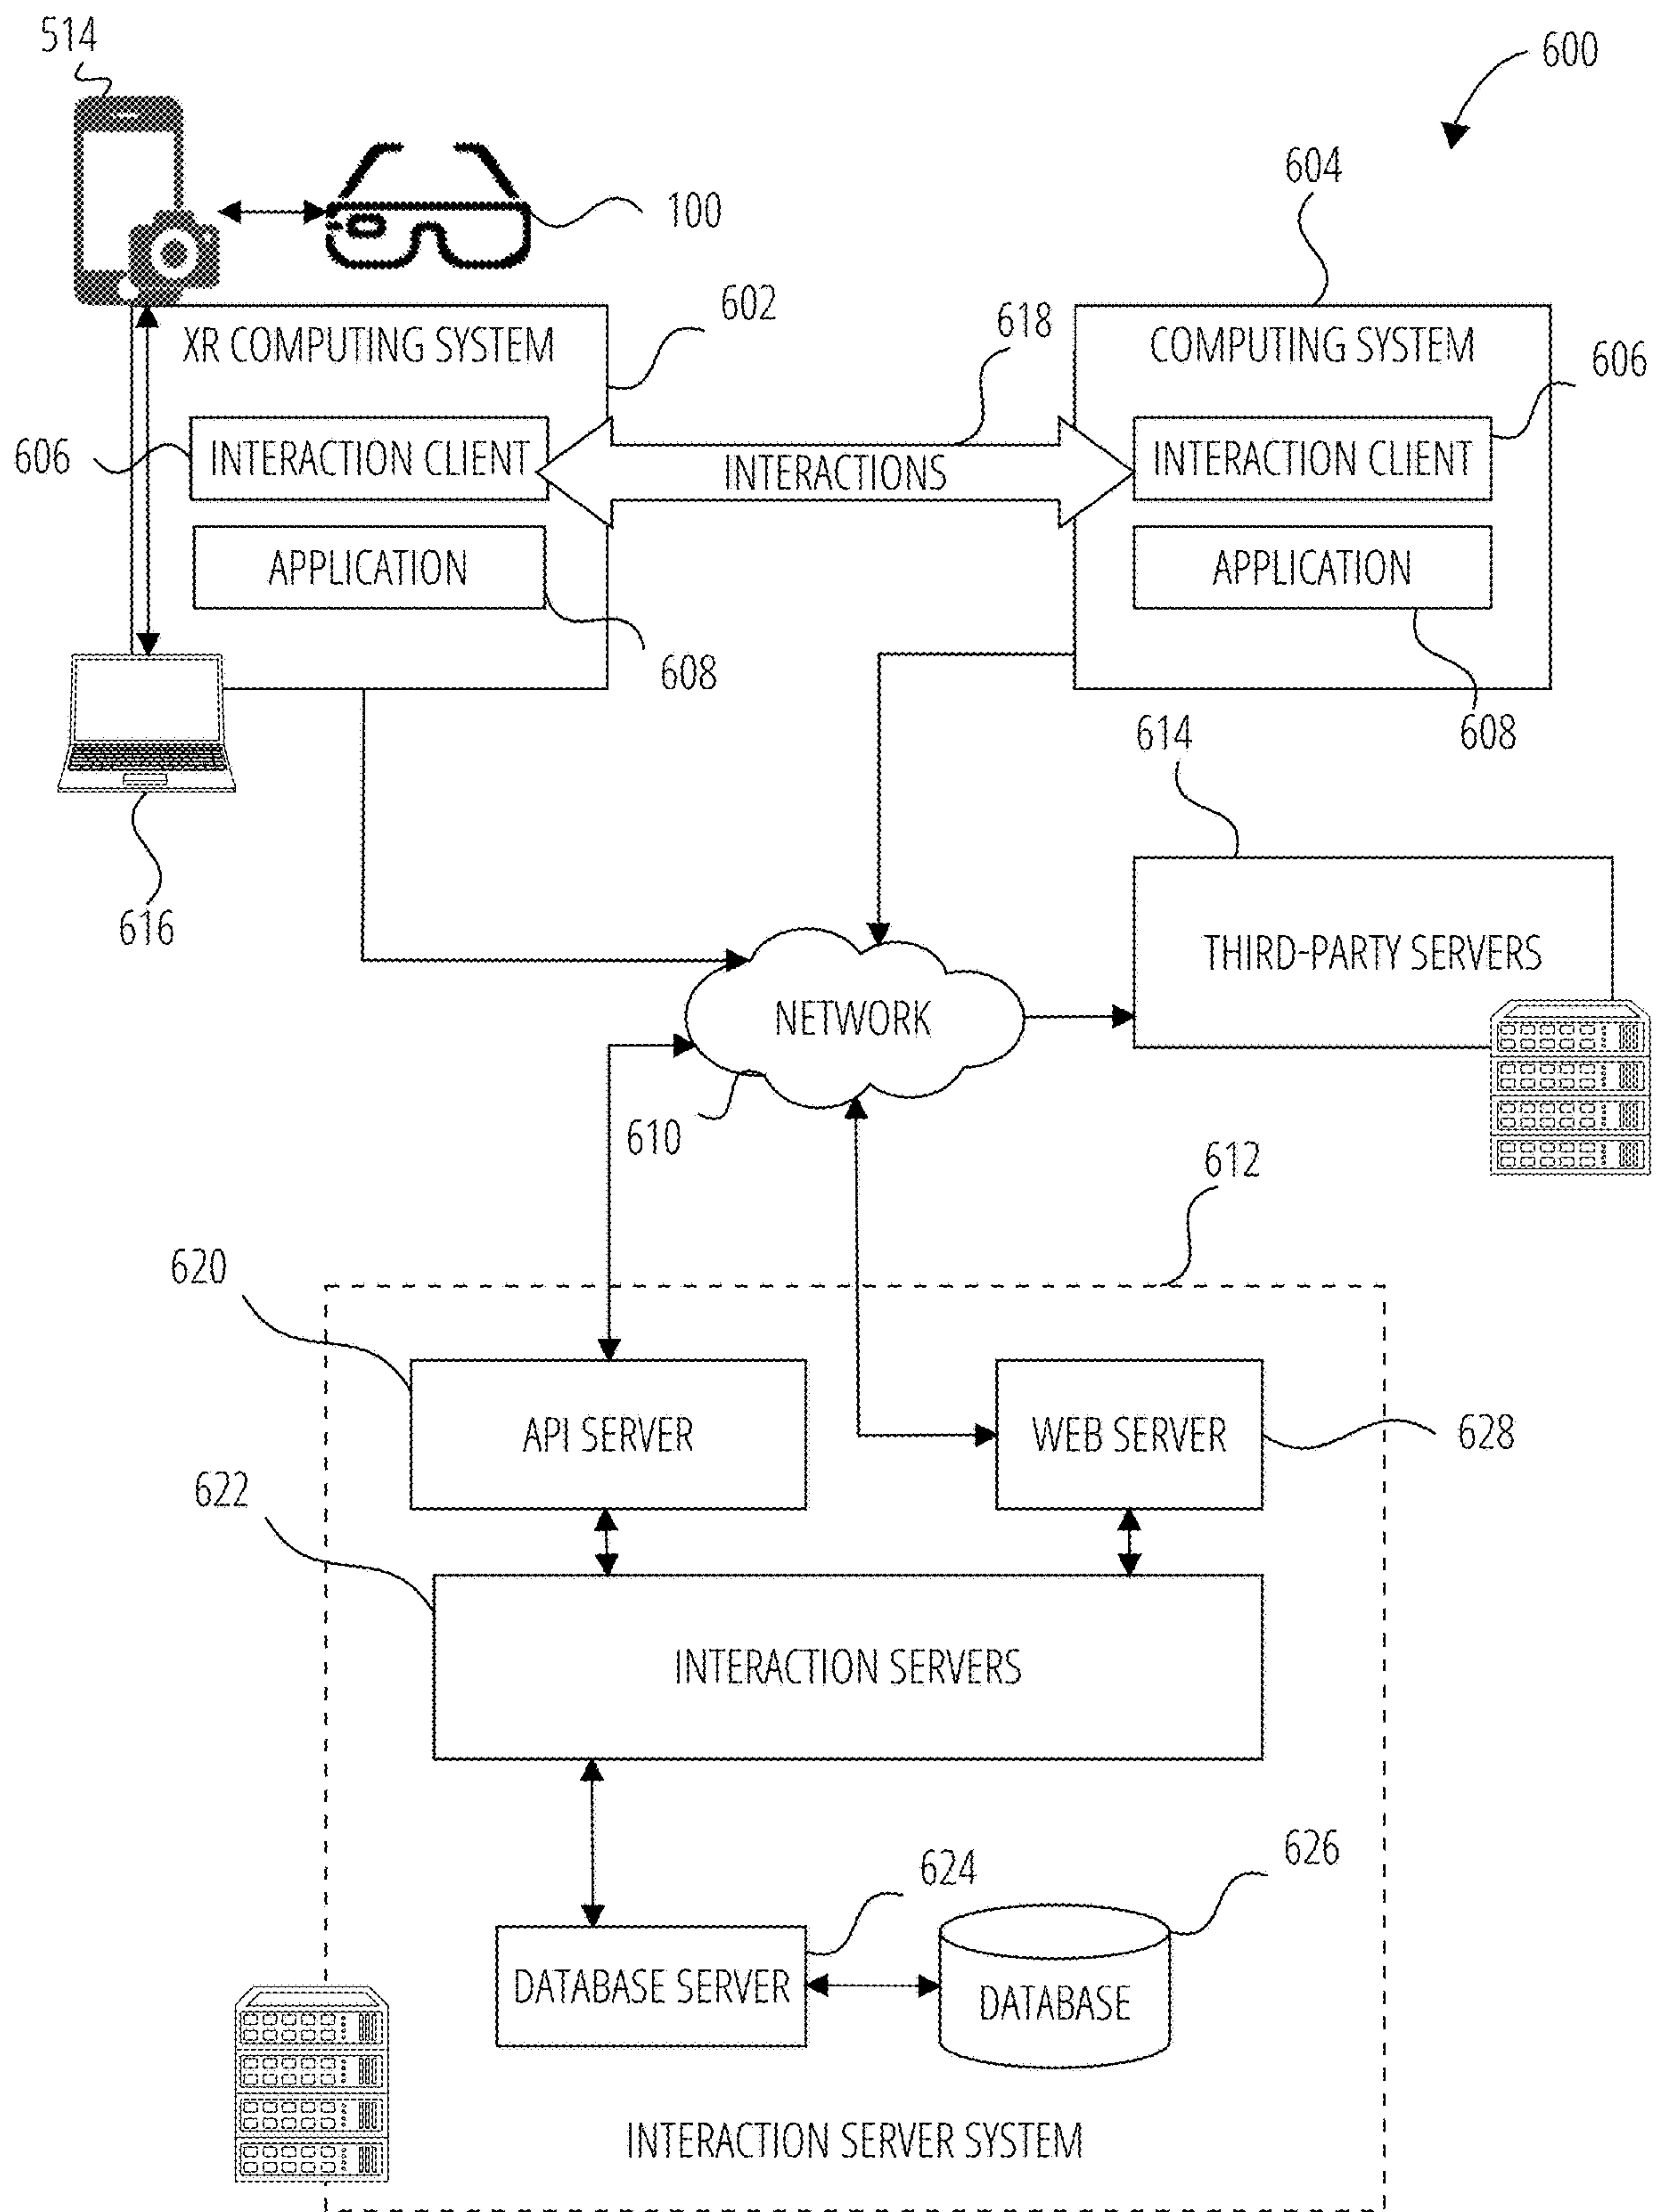 514
600
604
100
602
618
XR COMPUTING SYSTEM
COMPUTING SYSTEM
606
606
INTERACTION CLIENT
INTERACTIONS
INTERACTION CLIENT
APPLICATION
APPLICATION
608
608
614
616
THIRD-PARTY SERVERS
NETWORK
610
612
620
API SERVER
WEB SERVER
628
622
INTERACTION SERVERS
624
626
DATABASE SERVER
DATABASE
INTERACTION SERVER SYSTEM